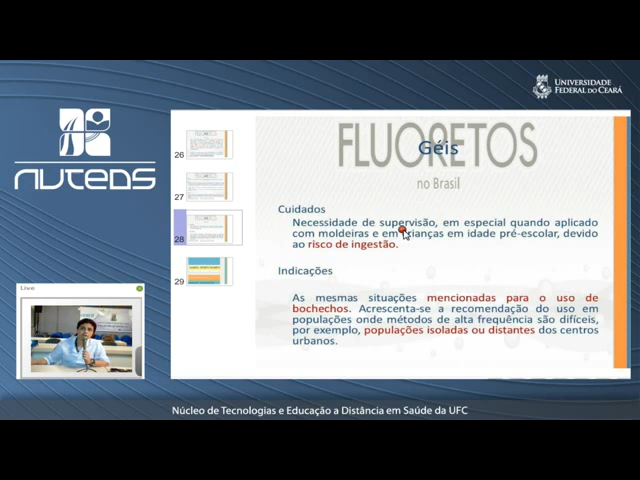 UNIVERSIDADE
FEDERAL DO CEARÁ
NUTEDS
FLUORETOS
Géis
no Brasil
26
27
28
29
Cuidados
Necessidade de supervisão, em especial quando aplicado
com moldeiras e em crianças em idade pré-escolar, devido
ao risco de ingestão.
Indicações
As mesmas situações mencionadas para o uso de
bochechos. Acrescenta-se a recomendação do uso em
populações onde métodos de alta frequência são difíceis,
por exemplo, populações isoladas ou distantes dos centros
urbanos.
Live
Núcleo de Tecnologias e Educação a Distância em Saúde da UFC